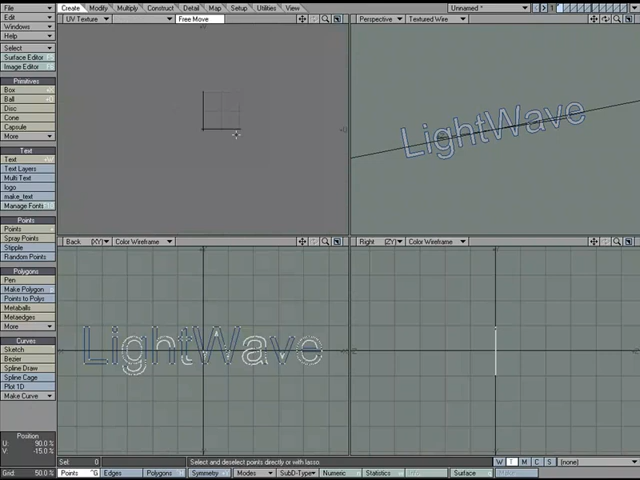 File Create Modify Multiply Construct Detail Map Setup Utilities View Unnamed * 1
Edit UV Texture Free Move Perspective Textured Wire
Windows
Help
Select
Surface Editor
Image Editor
Primitives
Box
Ball
Disc
Cone
Capsule
More
Text
Text
Text Layers
Multi Text
logo
make_text
Manage Fonts
Points
Points
Spray Points
Stipple
Random Points
Polygons
Pen
Make Polygon
Points to Polys
Metaballs
Metaedges
More
Curves
Sketch
Bezier
Spline Draw
Spline Cage
Plot 1D
Make Curve
LightWave
Back (XY) Color Wireframe Right (ZY) Color Wireframe
LightWave
Position
U: 90.0 %
V: -15.0 %
Grid: 50.0 %
Sel: 0 Select and deselect points directly or with lasso. W T M C S (none)
Points ^G Edges Polygons Symmetry Modes SubD-Type Numeric Statistics Surface